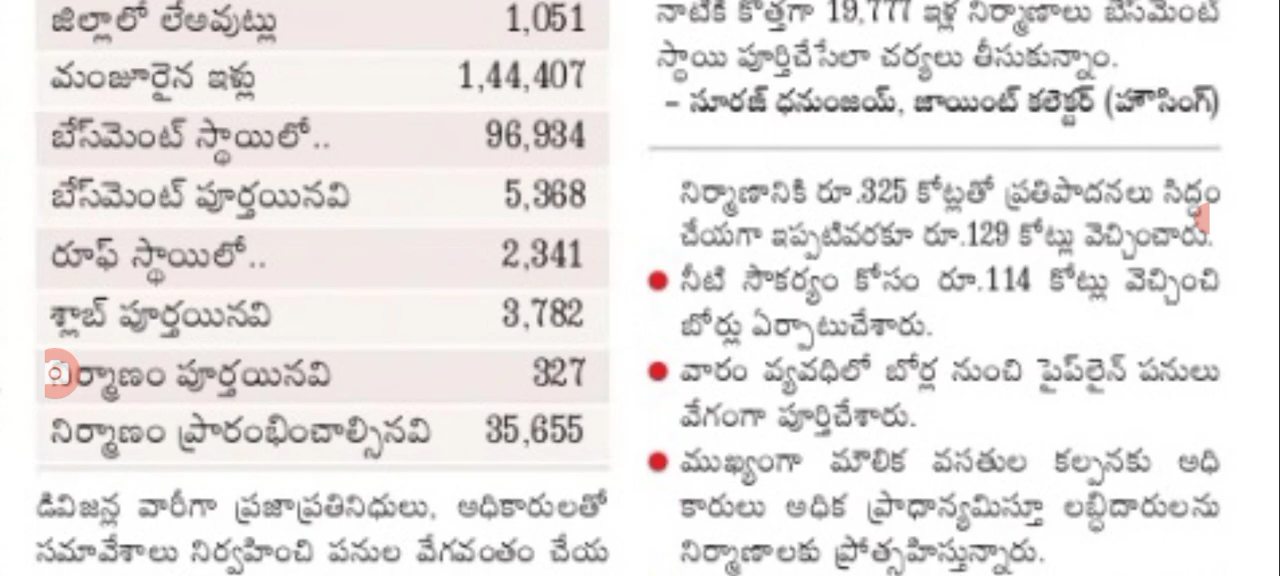 జిల్లాలో లేఅవుట్లు 1,051
మంజూరైన ఇళ్లు 1,44,407
బేస్‌మెంట్ స్థాయిలో.. 96,934
బేస్‌మెంట్ పూర్తయినవి 5,368
రూఫ్ స్థాయిలో.. 2,341
శ్లాబ్ పూర్తయినవి 3,782
నిర్మాణం పూర్తయినవి 327
నిర్మాణం ప్రారంభించాల్సినవి 35,655
డివిజన్ల వారీగా ప్రజాప్రతినిధులు, అధికారులతో
సమావేశాలు నిర్వహించి పనుల వేగవంతం చేయ
నాటికి కొత్తగా 19,777 ఇళ్ల నిర్మాణాలు బేస్‌మెంట్
స్థాయి పూర్తిచేసేలా చర్యలు తీసుకున్నాం.
– సూరజ్ ధనుంజయ్, జాయింట్ కలెక్టర్ (హౌసింగ్)
నిర్మాణానికి రూ.325 కోట్లతో ప్రతిపాదనలు సిద్ధం
చేయగా ఇప్పటివరకూ రూ.129 కోట్లు వెచ్చించారు.
నీటి సౌకర్యం కోసం రూ.114 కోట్లు వెచ్చించి
బోర్లు ఏర్పాటుచేశారు.
వారం వ్యవధిలో బోర్ల నుంచి పైప్‌లైన్ పనులు
వేగంగా పూర్తిచేశారు.
ముఖ్యంగా మౌలిక వసతుల కల్పనకు అధి
కారులు అధిక ప్రాధాన్యమిస్తూ లబ్ధిదారులను
నిర్మాణాలకు ప్రోత్సహిస్తున్నారు.